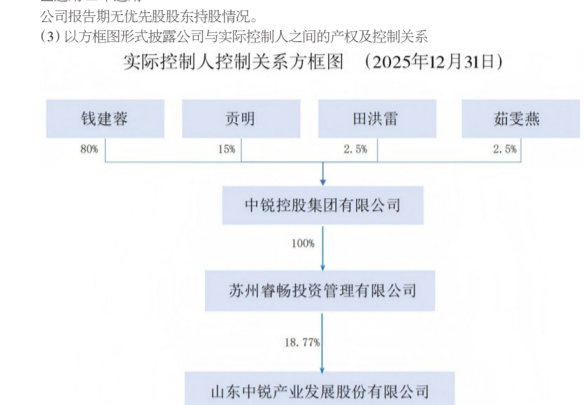 公司报告期无优先股股东持股情况。
(3) 以方框图形式披露公司与实际控制人之间的产权及控制关系
实际控制人控制关系方框图 （2025年12月31日）
钱建蓉 贡明 田洪雷 茹雯燕
80% 15% 2.5% 2.5%
中锐控股集团有限公司
100%
苏州睿畅投资管理有限公司
18.77%
山东中锐产业发展股份有限公司